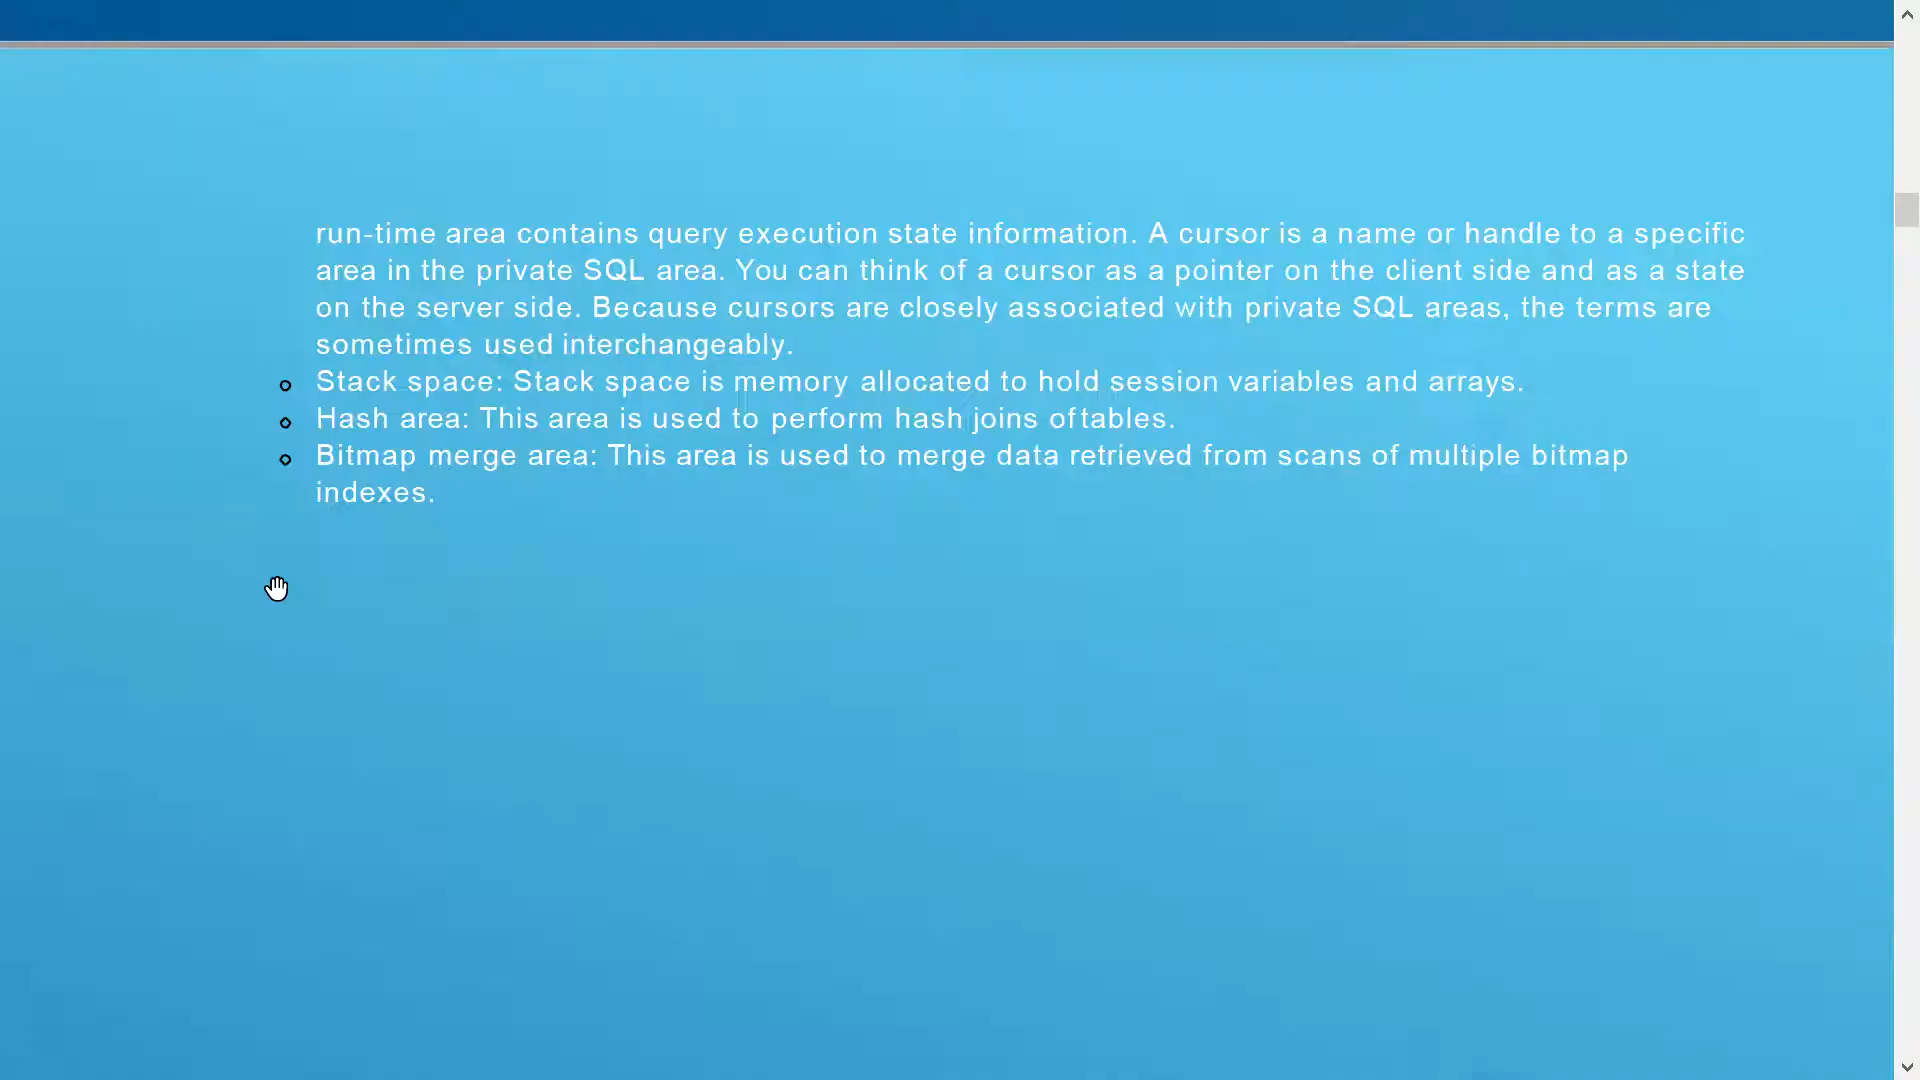 run-time area contains query execution state information. A cursor is a name or handle to a specific
area in the private SQL area. You can think of a cursor as a pointer on the client side and as a state
on the server side. Because cursors are closely associated with private SQL areas, the terms are
sometimes used interchangeably.
Stack space: Stack space is memory allocated to hold session variables and arrays.
Hash area: This area is used to perform hash joins oftables.
Bitmap merge area: This area is used to merge data retrieved from scans of multiple bitmap
indexes.